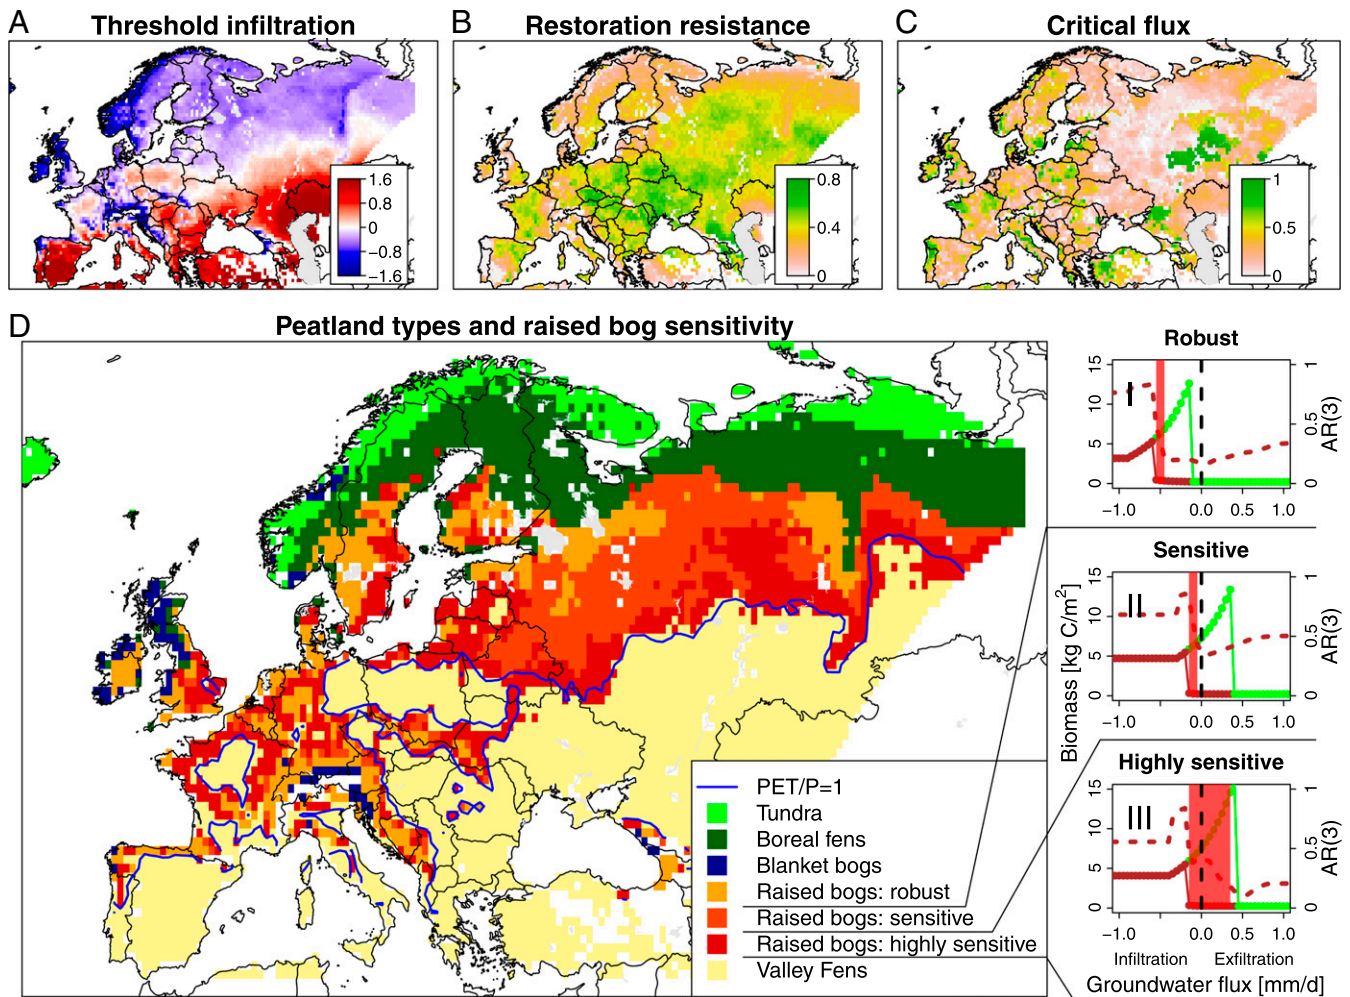 A Threshold infiltration
1.6
0.8
0
−0.8
−1.6
B Restoration resistance
0.8
0.4
0
C Critical flux
1
0.5
0
D Peatland types and raised bog sensitivity
PET/P=1
Tundra
Boreal fens
Blanket bogs
Raised bogs: robust
Raised bogs: sensitive
Raised bogs: highly sensitive
Valley Fens
Robust
I
15
10
5
0
1
0.5
0
AR(3)
−1.0 0.0 0.5 1.0
Sensitive
II
15
10
5
0
1
0.5
0
AR(3)
−1.0 0.0 0.5 1.0
Biomass [kg C/m²]
Highly sensitive
III
15
10
5
0
1
0.5
0
AR(3)
−1.0 0.0 0.5 1.0
Infiltration Exfiltration
Groundwater flux [mm/d]